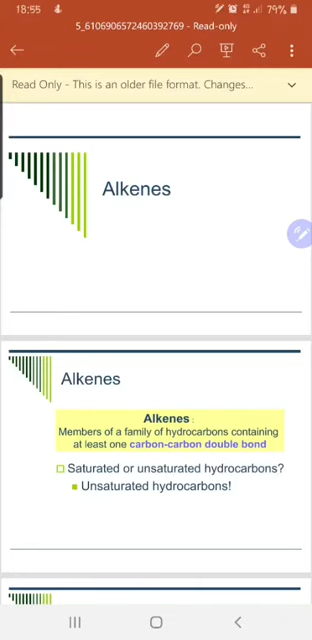 18:55
79%
5_6106906572460392769 -
Read-only
Read Only - This is an older file format. Changes...
Alkenes
Alkenes
Alkenes :
Members of a family of hydrocarbons containing
at least one carbon-carbon double bond
Saturated or unsaturated hydrocarbons?
Unsaturated hydrocarbons!